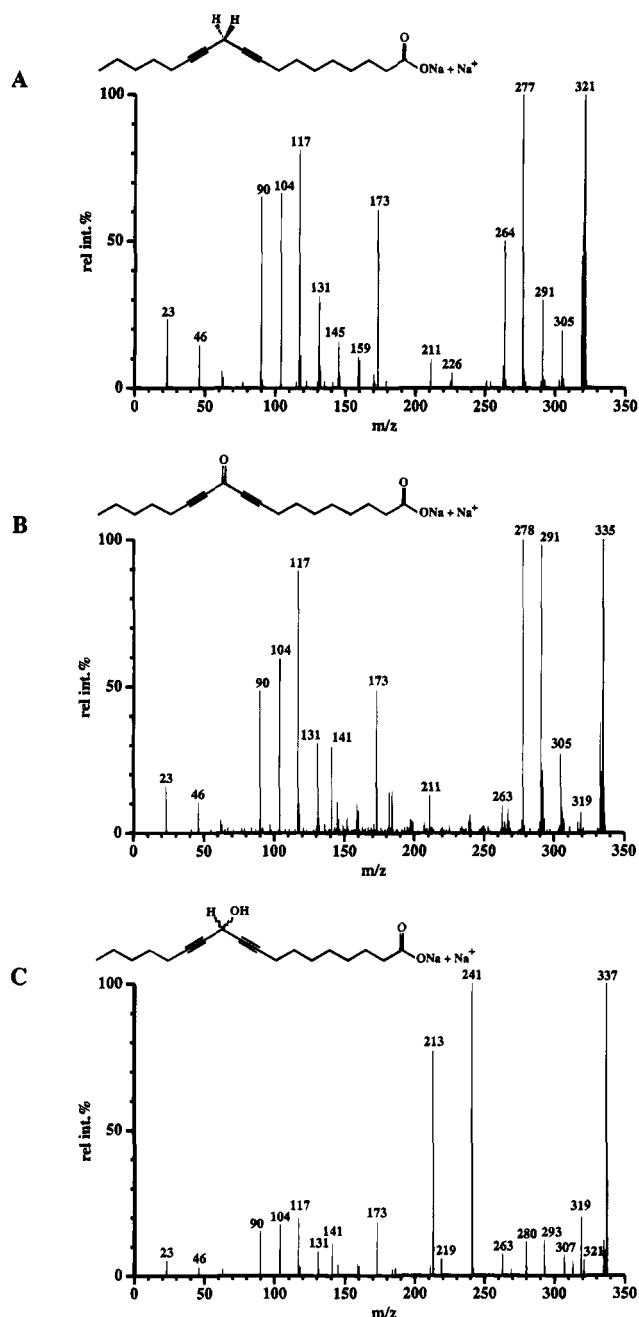 A
H H
O
ONa + Na+
rel int. %
100
50
0
23
46
90
104
117
131
145
159
173
211
226
264
277
291
305
321
0 50 100 150 200 250 300 350
m/z
B
O
O
ONa + Na+
rel int. %
100
50
0
23
46
90
104
117
131
141
173
211
263
278
291
305
319
335
0 50 100 150 200 250 300 350
m/z
C
H OH
O
ONa + Na+
rel int. %
100
50
0
23
46
90
104
117
131
141
173
213
219
241
263
280
293
307
319
321
337
0 50 100 150 200 250 300 350
m/z